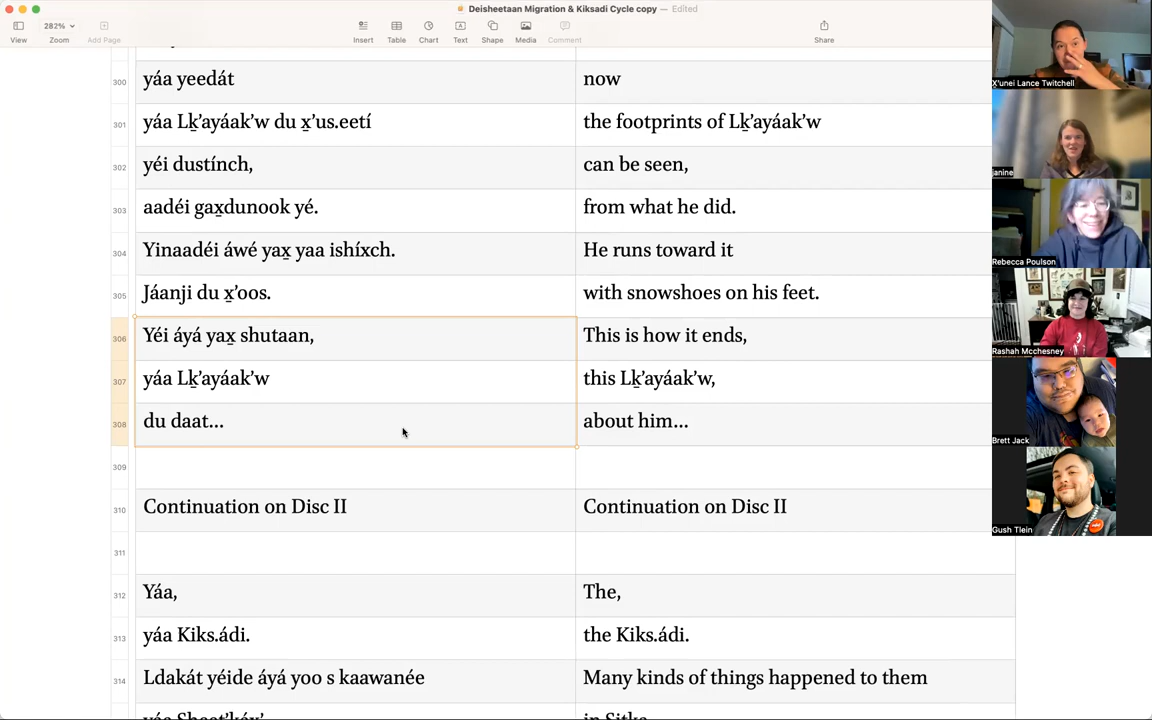 Deisheetaan Migration & Kiksadi Cycle copy — Edited
282%
View Zoom Add Page Insert Table Chart Text Shape Media Comment Share
300 yáa yeedát now
301 yáa Lḵ’ayáak’w du x̱’us.eetí the footprints of Lḵ’ayáak’w
302 yéi dustínch, can be seen,
303 aadéi gax̱dunook yé. from what he did.
304 Yinaadéi áwé yax̱ yaa ishíxch. He runs toward it
305 Jáanji du x̱’oos. with snowshoes on his feet.
306 Yéi áyá yax̱ shutaan, This is how it ends,
307 yáa Lḵ’ayáak’w this Lḵ’ayáak’w,
308 du daat... about him...
309
310 Continuation on Disc II Continuation on Disc II
311
312 Yáa, The,
313 yáa Kiks.ádi. the Kiks.ádi.
314 Ldakát yéide áyá yoo s kaawanée Many kinds of things happened to them
yáa Sheet’káx’ in Sitka
X̱'unei Lance Twitchell
janine
Rebecca Poulson
Rashah Mcchesney
Brett Jack
Gush Tlein